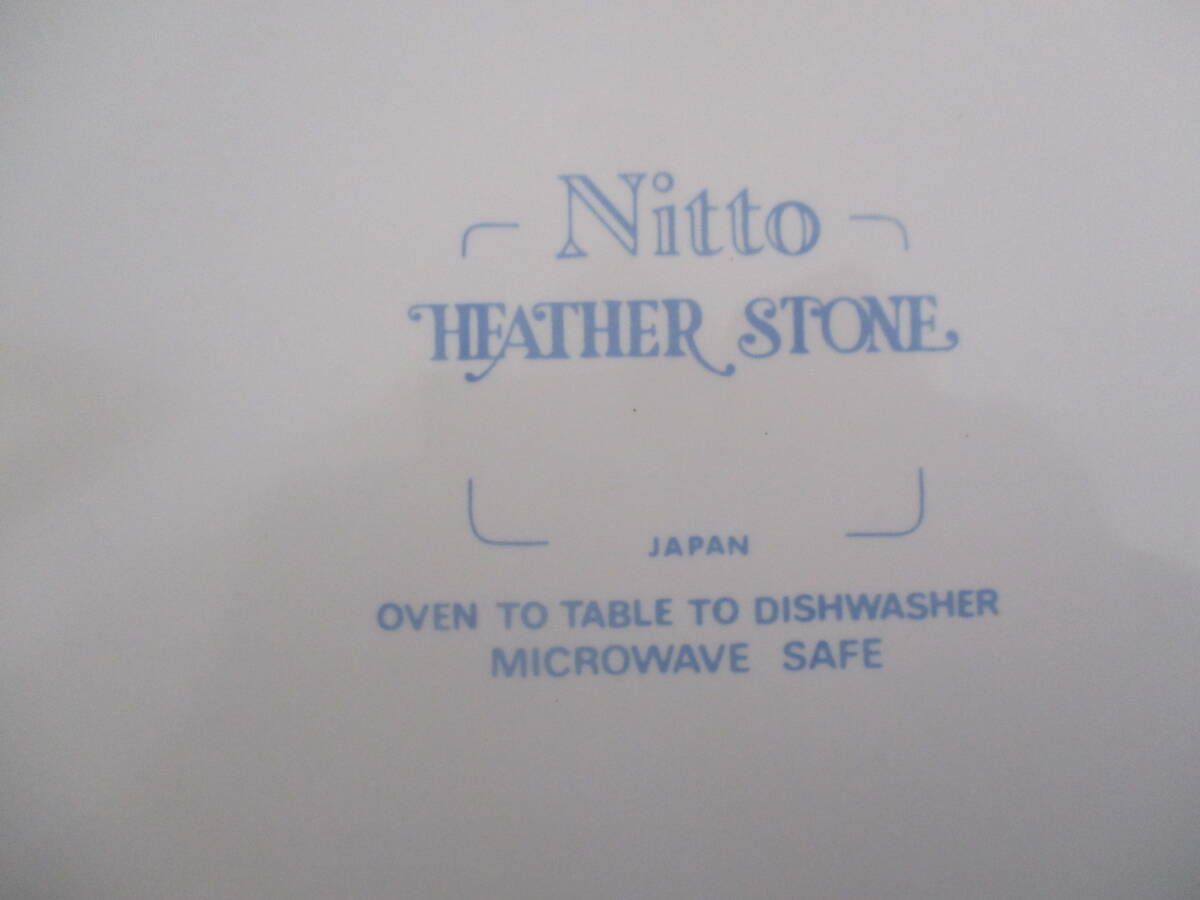 Nitto
HEATHER STONE
JAPAN
OVEN TO TABLE TO DISHWASHER
MICROWAVE SAFE